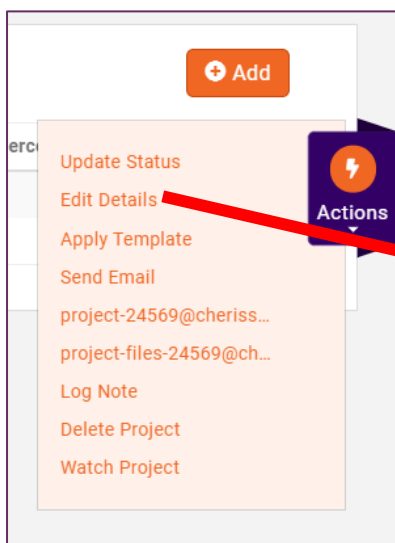 Add
erc
Update Status
Edit Details
Actions
Apply Template
Send Email
project-24569@cheriss...
project-files-24569@ch...
Log Note
Delete Project
Watch Project